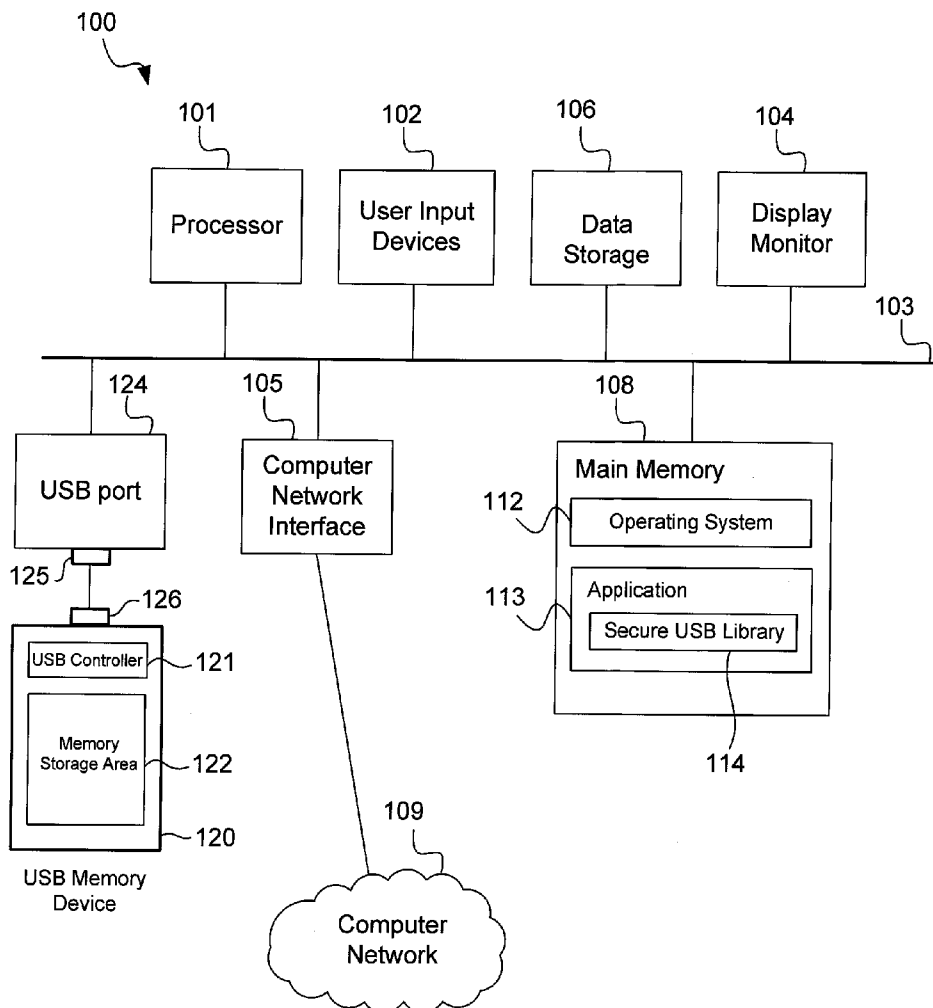 100
101
102
106
104
Processor
User Input
Devices
Data
Storage
Display
Monitor
103
124
105
108
USB port
Computer
Network
Interface
Main Memory
112
Operating System
125
126
113
Application
Secure USB Library
USB Controller
121
Memory
Storage Area
122
114
120
109
USB Memory
Device
Computer
Network